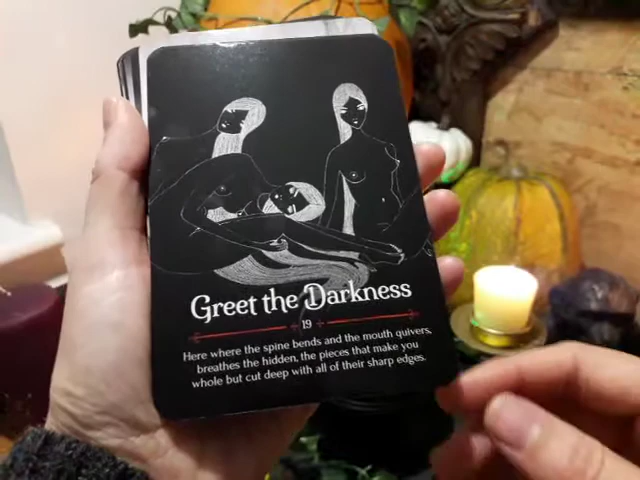 Greet the Darkness
19
Here where the spine bends and the mouth quivers,
breathes the hidden, the pieces that make you
whole but cut deep with all of their sharp edges.